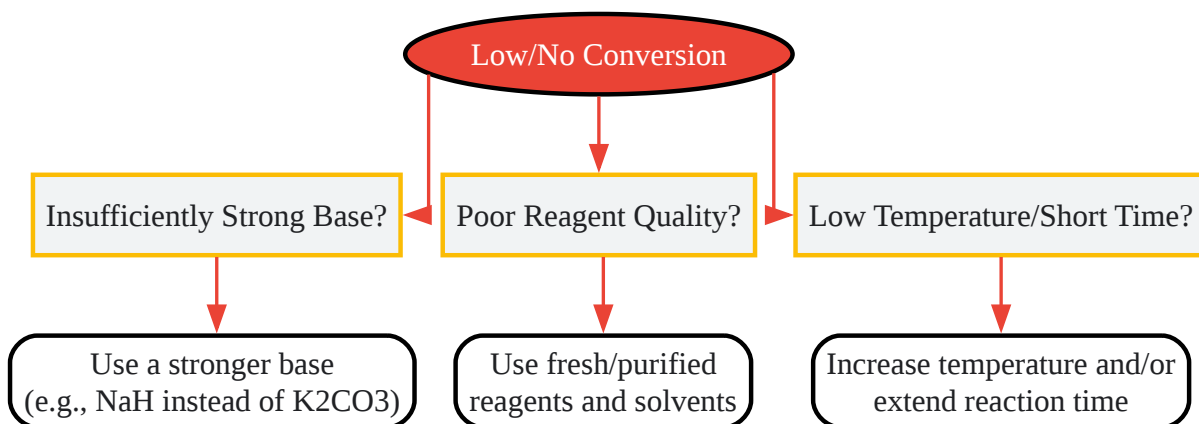 Low/No Conversion
Insufficiently Strong Base?
Poor Reagent Quality?
Low Temperature/Short Time?
Use a stronger base
(e.g., NaH instead of K2CO3)
Use fresh/purified
reagents and solvents
Increase temperature and/or
extend reaction time